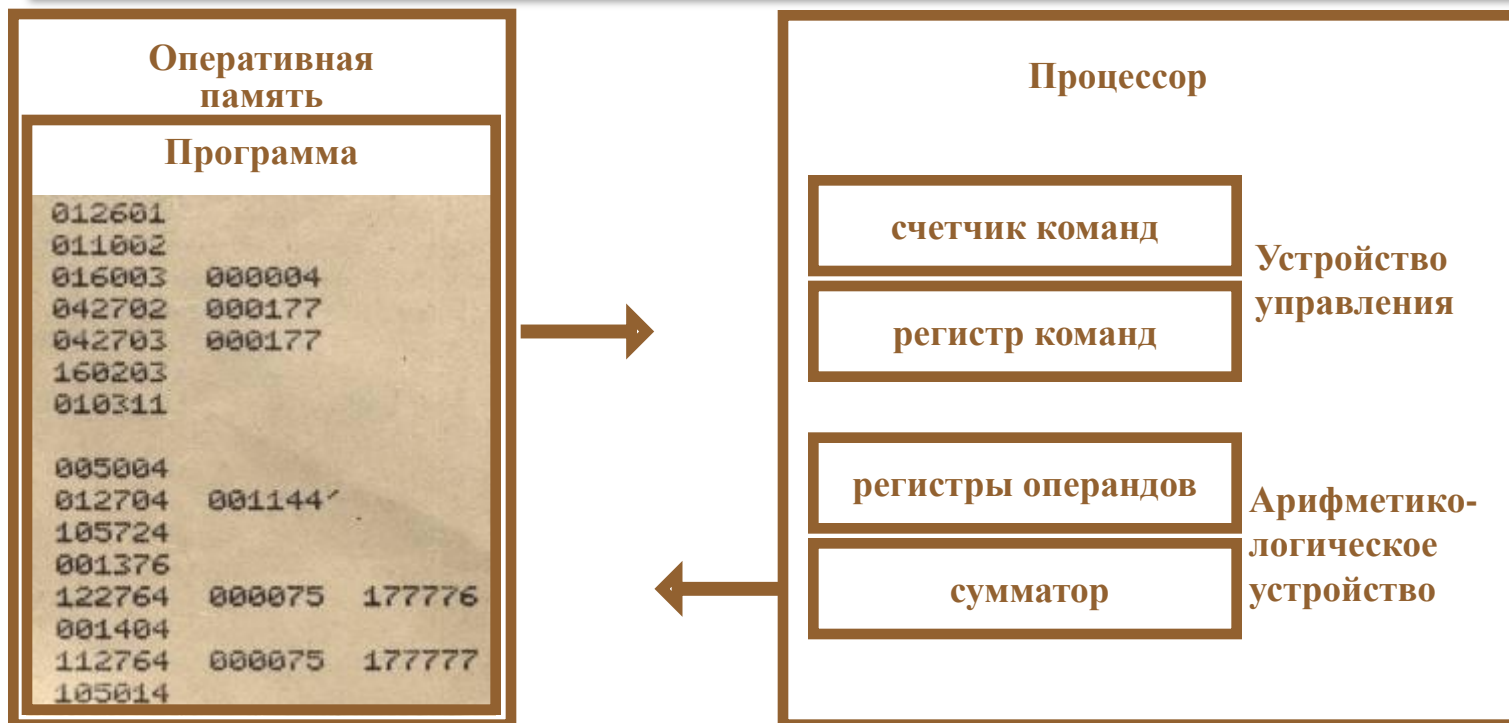 Оперативная
память
Программа
012601
011002
016003 000004
042702 000177
042703 000177
160203
010311
005004
012704 001144'
105724
001376
122764 000075 177776
001404
112764 000075 177777
105014
Процессор
счетчик команд
регистр команд
Устройство
управления
регистры операндов
сумматор
Арифметико-
логическое
устройство